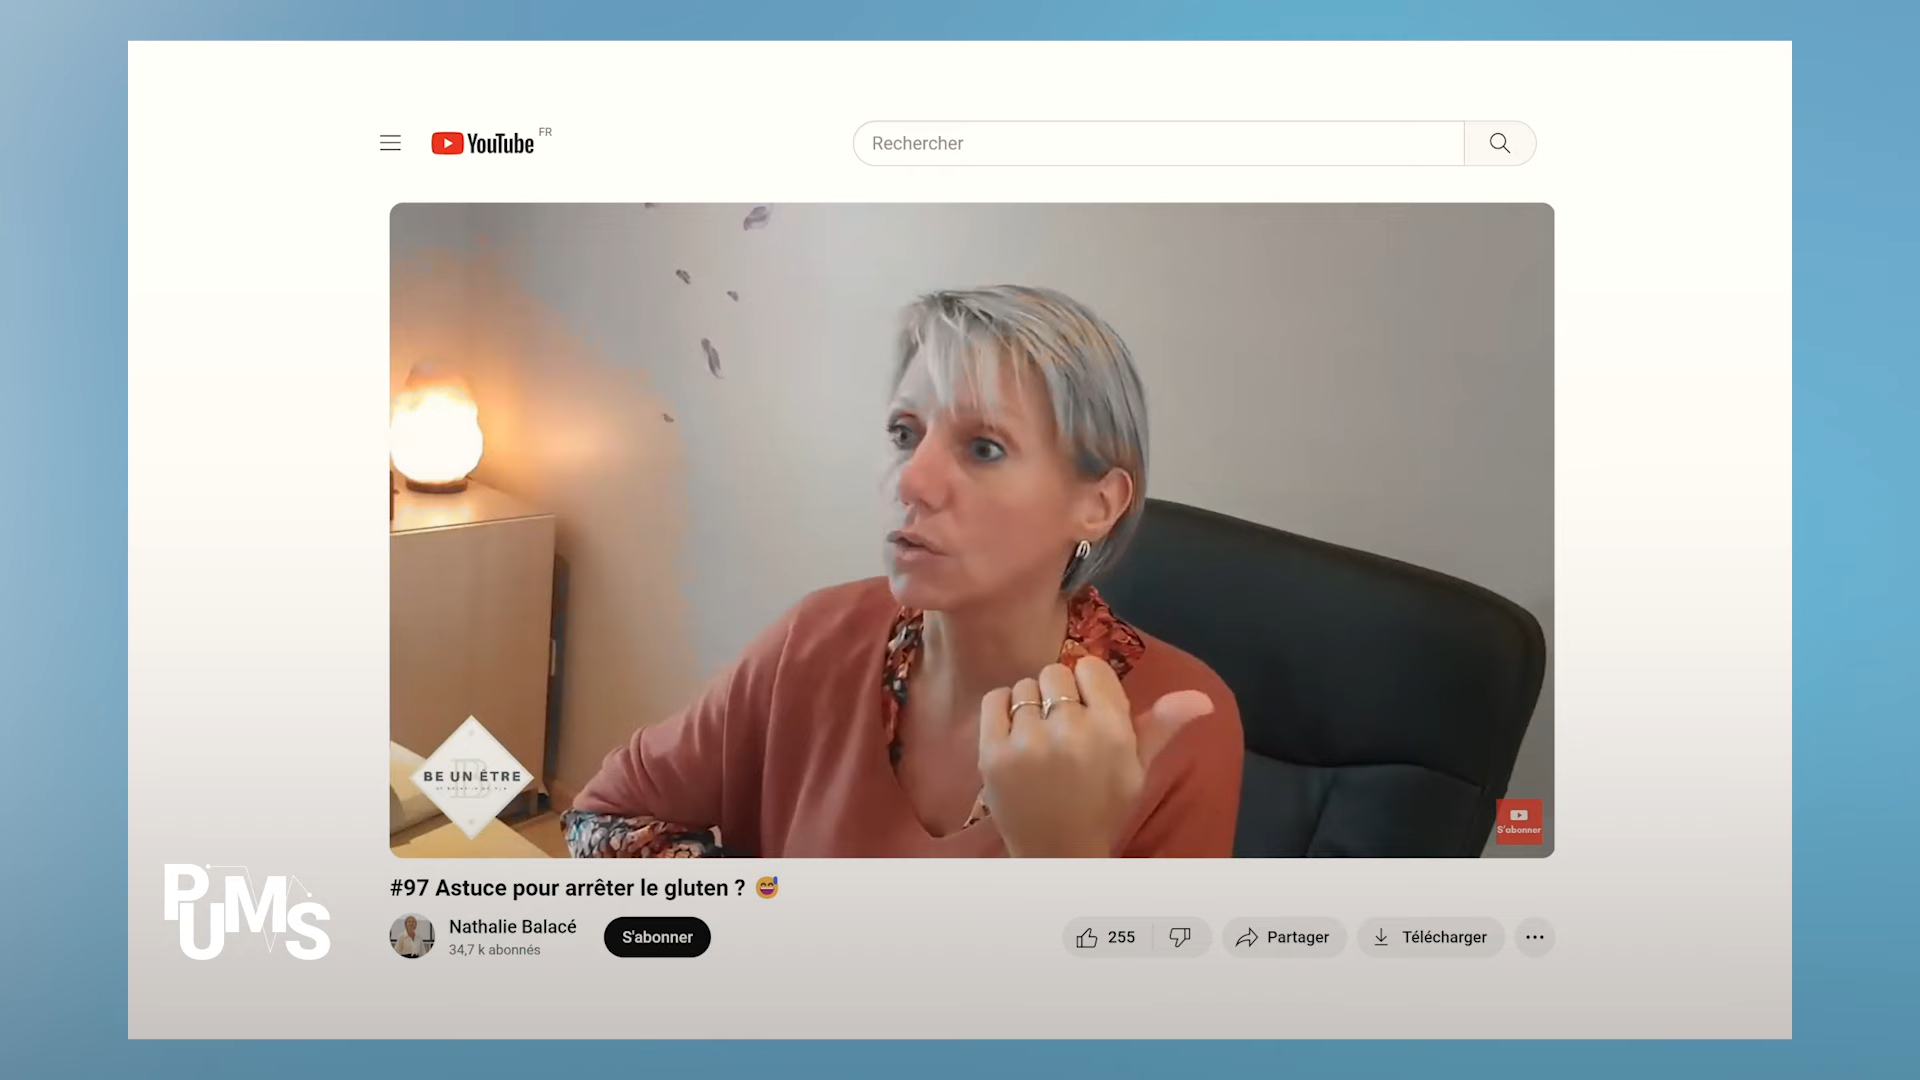 YouTube FR
Rechercher
BE UN ÊTRE
S'abonner
#97 Astuce pour arrêter le gluten ? 😅
Nathalie Balacé
34,7 k abonnés
S'abonner
255
Partager
Télécharger
PUMS